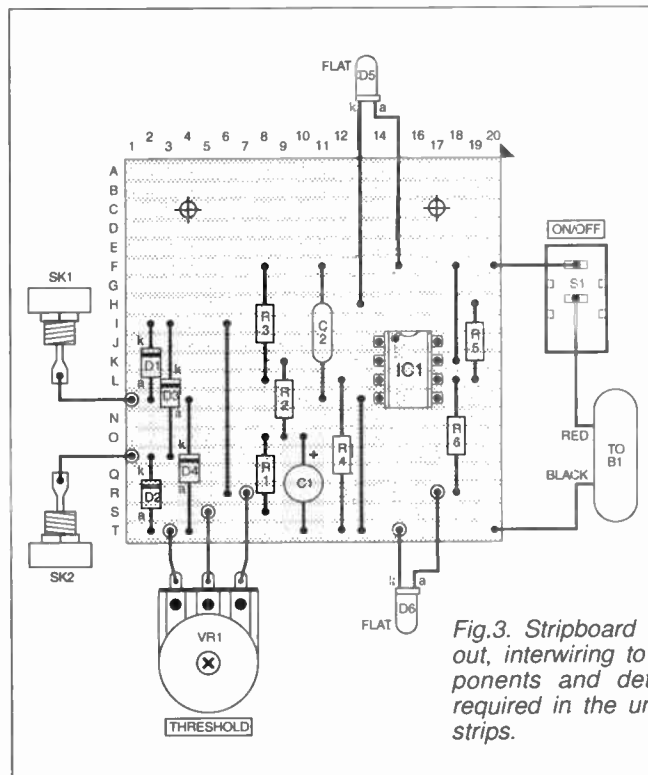 FLAT
D5
k a
1 2 3 4 5 6 7 8 9 10 11 12 14 16 17 18 19 20
A
B
C
D
E
F
G
H
I
J
K
L
N
O
Q
R
S
T
ON/OFF
S1
SK1
SK2
k
D1
a
k
D3
a
k
D4
a
k
D2
a
R3
C2
R2
R1
C1
+
R4
IC1
R5
R6
RED
TO B1
BLACK
VR1
THRESHOLD
a
D6
FLAT
Fig.3. Stripboard
out, interwiring to
ponents and det
required in the ur
strips.